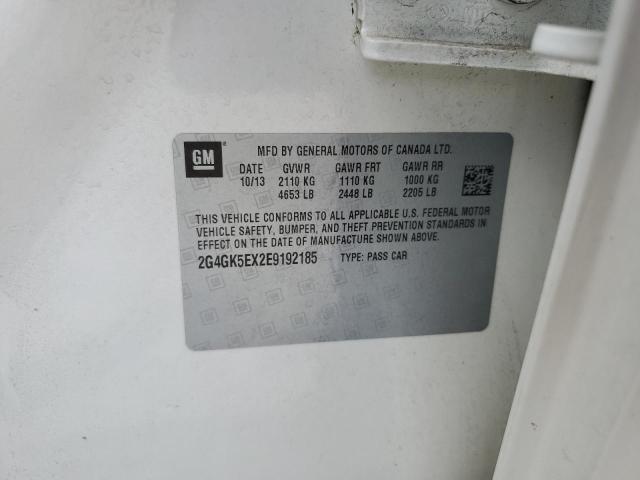 GM
MFD BY GENERAL MOTORS OF CANADA LTD.
DATE GVWR GAWR FRT GAWR RR
10/13 2110 KG 1110 KG 1000 KG
4653 LB 2448 LB 2205 LB
THIS VEHICLE CONFORMS TO ALL APPLICABLE U.S. FEDERAL MOTOR
VEHICLE SAFETY, BUMPER, AND THEFT PREVENTION STANDARDS IN
EFFECT ON THE DATE OF MANUFACTURE SHOWN ABOVE.
2G4GK5EX2E9192185 TYPE: PASS CAR